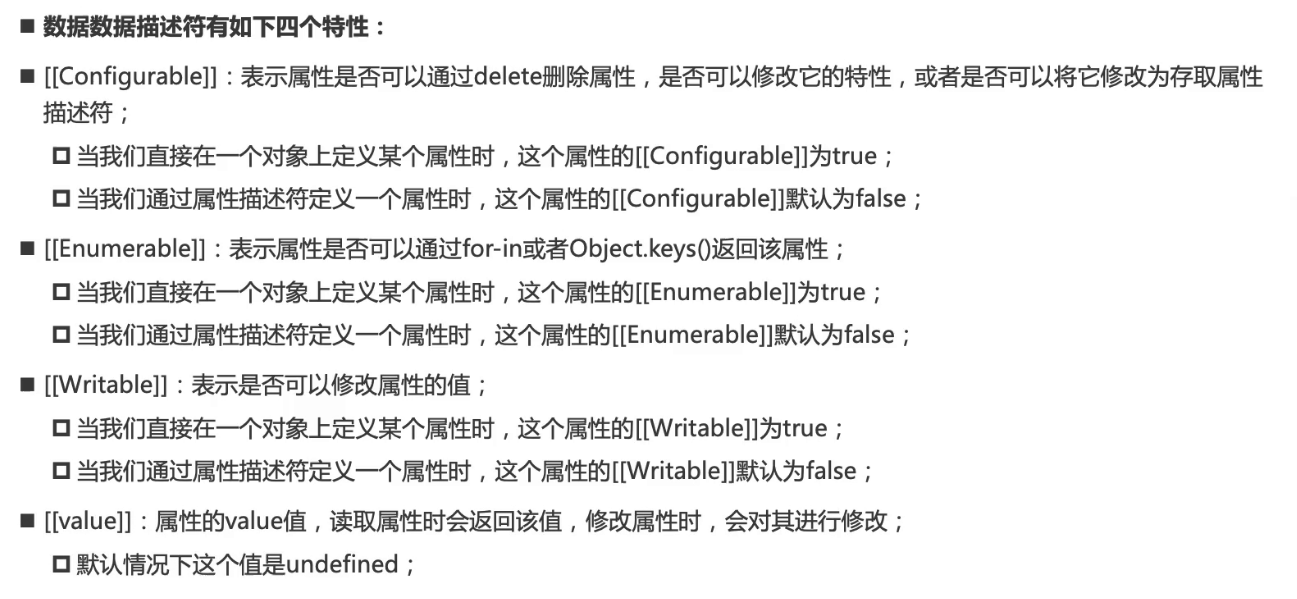 ■ 数据数据描述符有如下四个特性：
■ [[Configurable]]：表示属性是否可以通过delete删除属性，是否可以修改它的特性，或者是否可以将它修改为存取属性
描述符；
当我们直接在一个对象上定义某个属性时，这个属性的[[Configurable]]为true；
当我们通过属性描述符定义一个属性时，这个属性的[[Configurable]]默认为false；
■ [[Enumerable]]：表示属性是否可以通过for-in或者Object.keys()返回该属性；
当我们直接在一个对象上定义某个属性时，这个属性的[[Enumerable]]为true；
当我们通过属性描述符定义一个属性时，这个属性的[[Enumerable]]默认为false；
■ [[Writable]]：表示是否可以修改属性的值；
当我们直接在一个对象上定义某个属性时，这个属性的[[Writable]]为true；
当我们通过属性描述符定义一个属性时，这个属性的[[Writable]]默认为false；
■ [[value]]：属性的value值，读取属性时会返回该值，修改属性时，会对其进行修改；
默认情况下这个值是undefined；